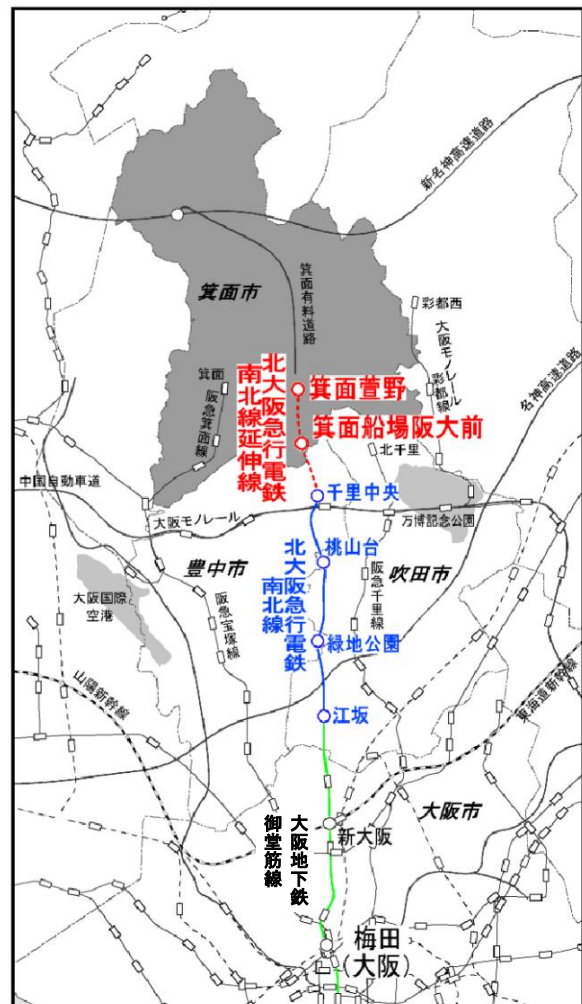 新名神高速道路
箕面市
箕面有料道路
彩都西
大阪モノレール
彩都線
名神高速道路
箕面
阪急箕面線
北大阪急行電鉄
南北線延伸線
箕面萱野
箕面船場阪大前
北千里
中国自動車道
千里中央
大阪モノレール
万博記念公園
豊中市
桃山台
吹田市
北大阪急行電鉄
南北線
阪急千里線
大阪国際
空港
阪急宝塚線
緑地公園
山陽新幹線
東海道新幹線
江坂
大阪市
大阪地下鉄
御堂筋線
新大阪
梅田
(大阪)